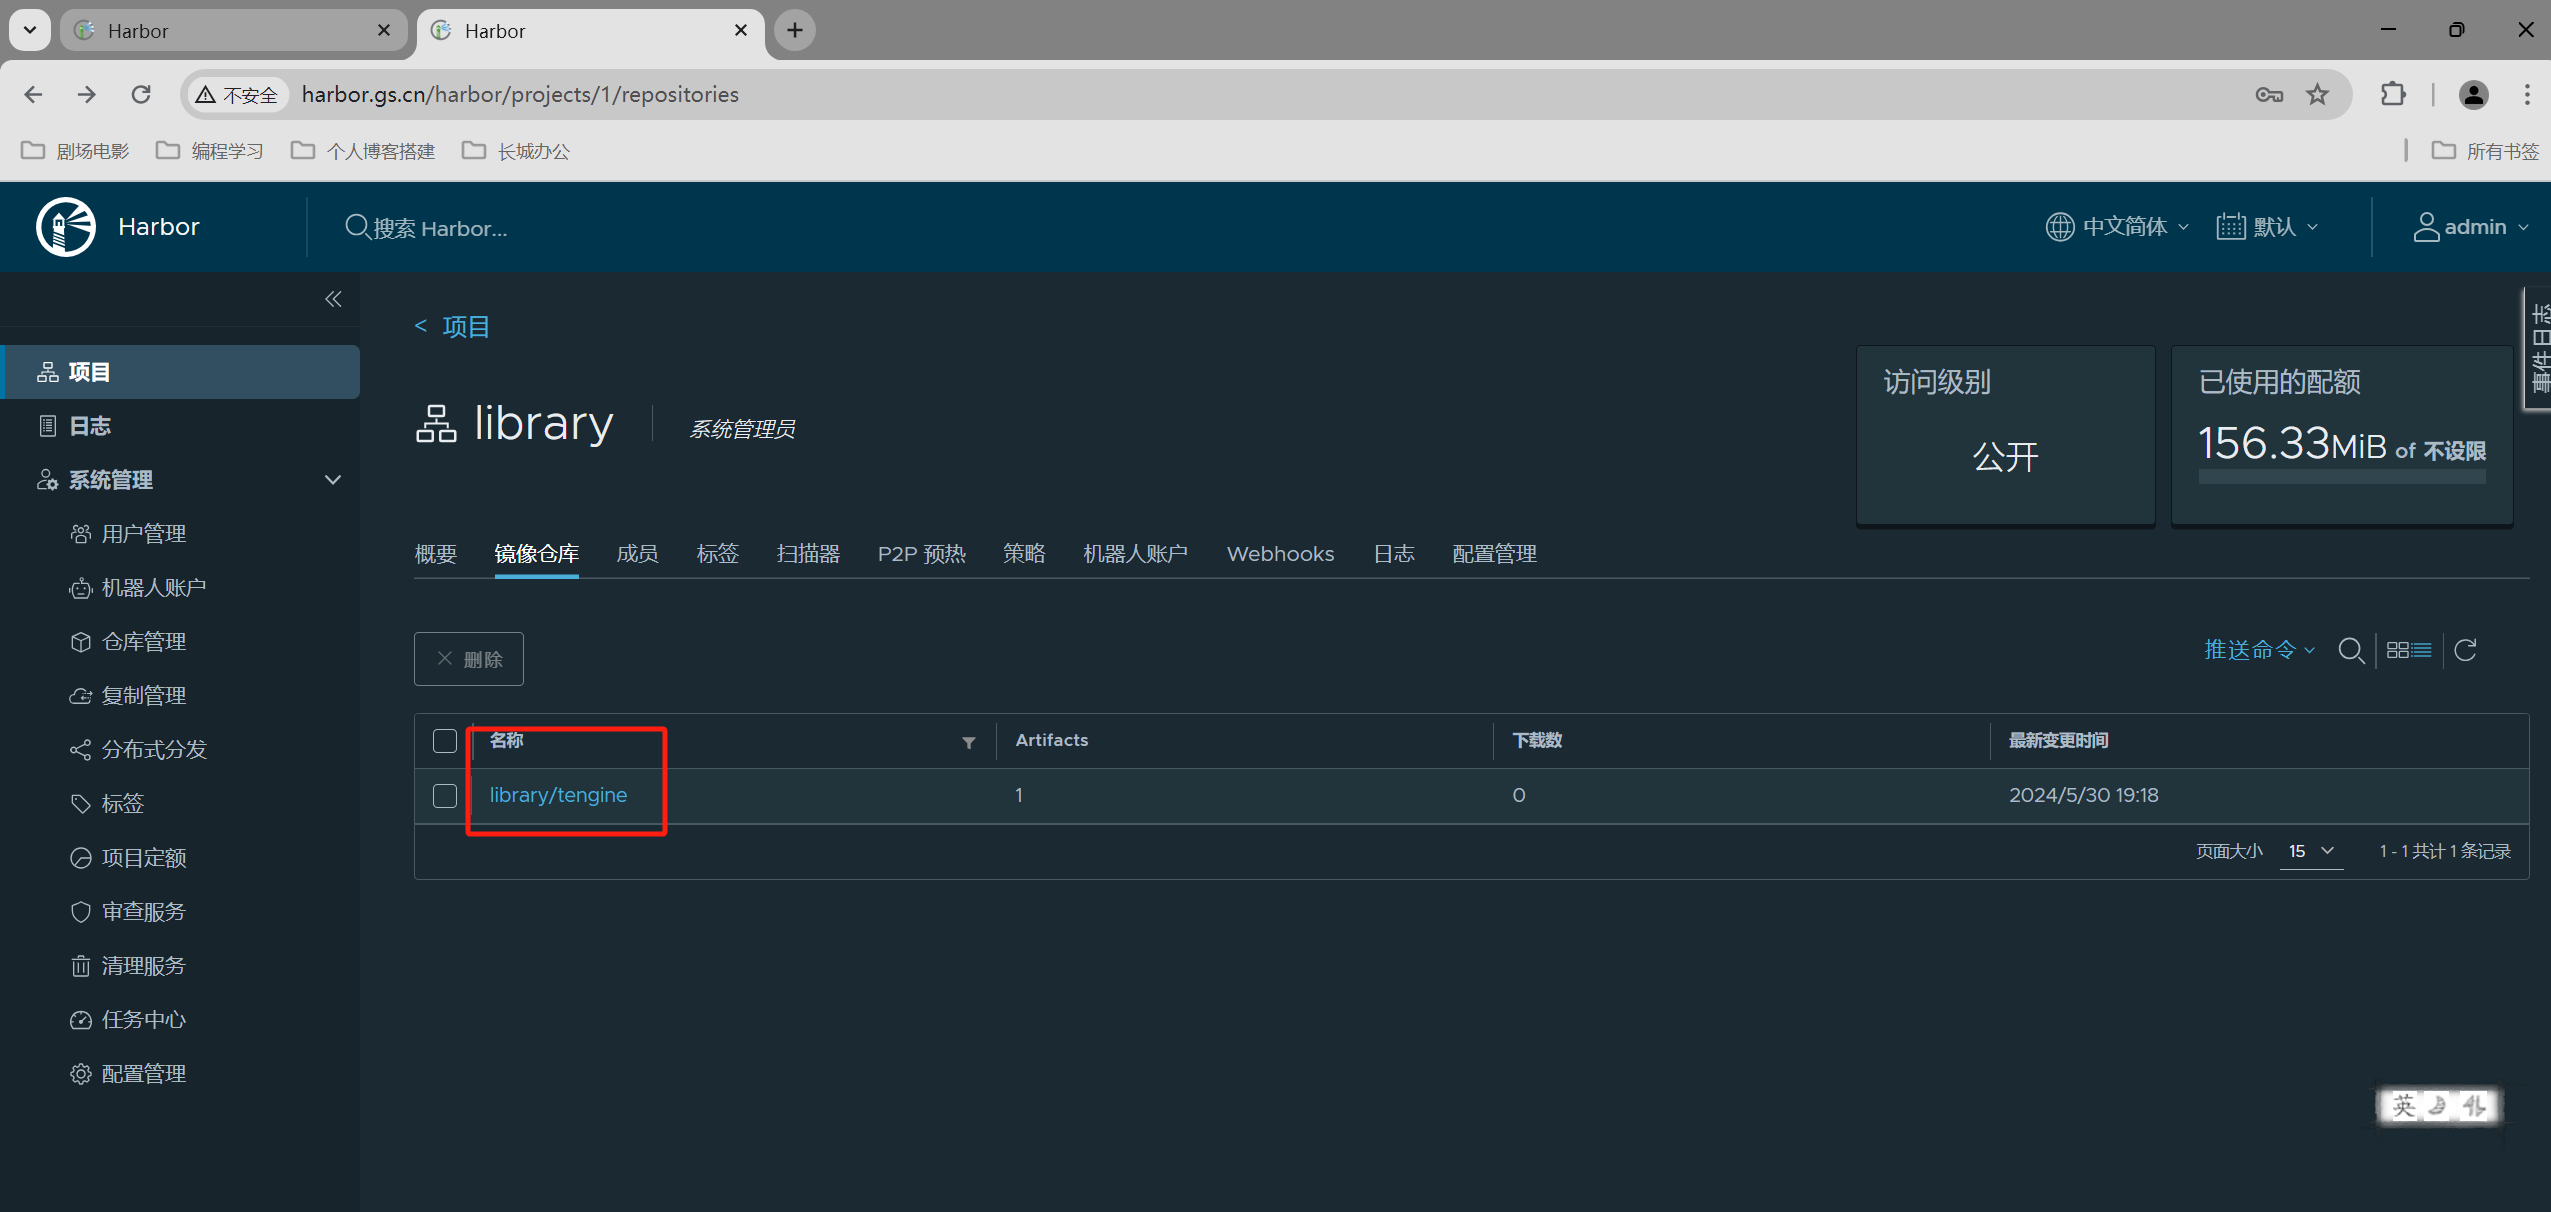 Harbor
Harbor
不安全
harbor.gs.cn/harbor/projects/1/repositories
剧场电影
编程学习
个人博客搭建
长城办公
所有书签
Harbor
搜索 Harbor...
中文简体
默认
admin
事件日志
项目
日志
系统管理
用户管理
机器人账户
仓库管理
复制管理
分布式分发
标签
项目定额
审查服务
清理服务
任务中心
配置管理
< 项目
library
系统管理员
访问级别
公开
已使用的配额
156.33MiB of 不设限
概要 镜像仓库 成员 标签 扫描器 P2P 预热 策略 机器人账户 Webhooks 日志 配置管理
删除
推送命令
名称 Artifacts 下载数 最新变更时间
library/tengine 1 0 2024/5/30 19:18
页面大小 15 1 - 1 共计 1 条记录
英